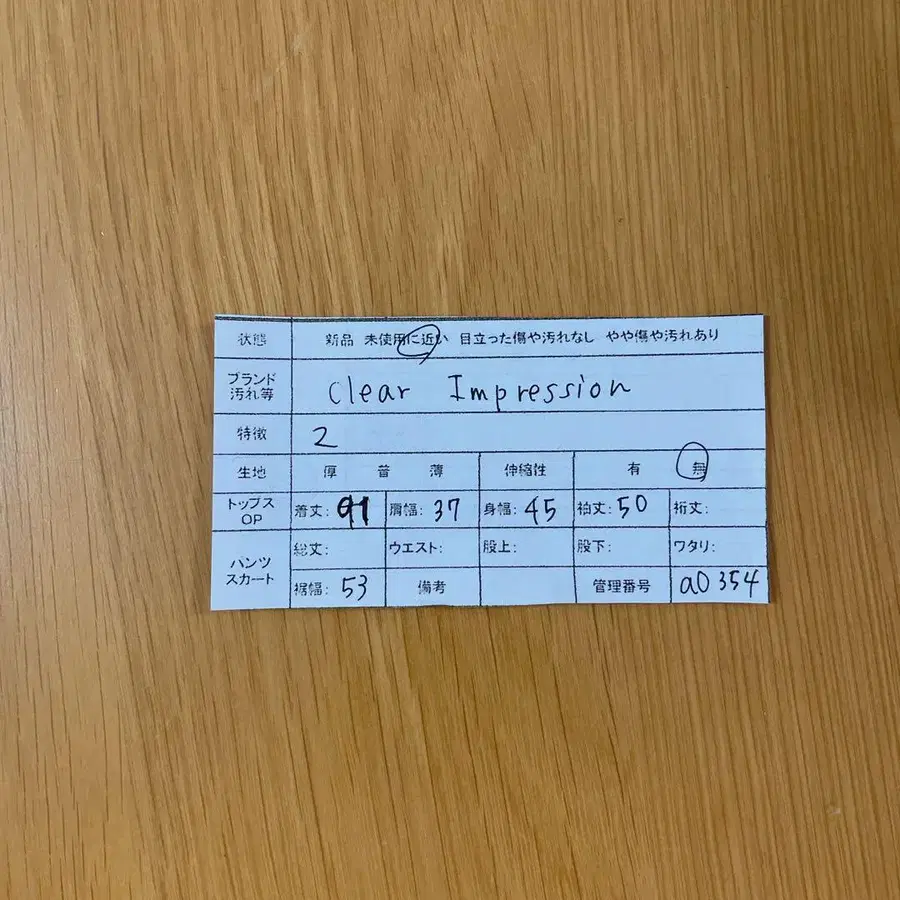 状態 新品 未使用に近い 目立った傷や汚れなし やや傷や汚れあり
ブランド
汚れ等 clear Impression
特徴 2
生地 厚 普 薄 伸縮性 有 無
トップス
OP 着丈: 91 肩幅: 37 身幅: 45 袖丈: 50 裄丈:
パンツ
スカート 総丈: ウエスト: 股上: 股下: ワタリ:
裾幅: 53 備考 管理番号 a0354